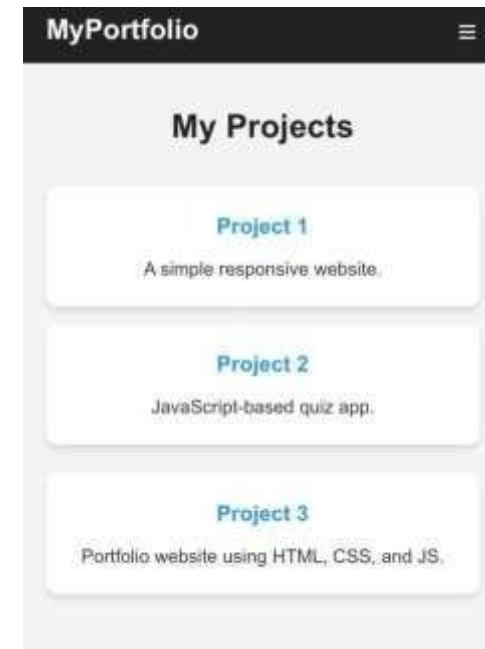 MyPortfolio
My Projects
Project 1
A simple responsive website.
Project 2
JavaScript-based quiz app.
Project 3
Portfolio website using HTML, CSS, and JS.